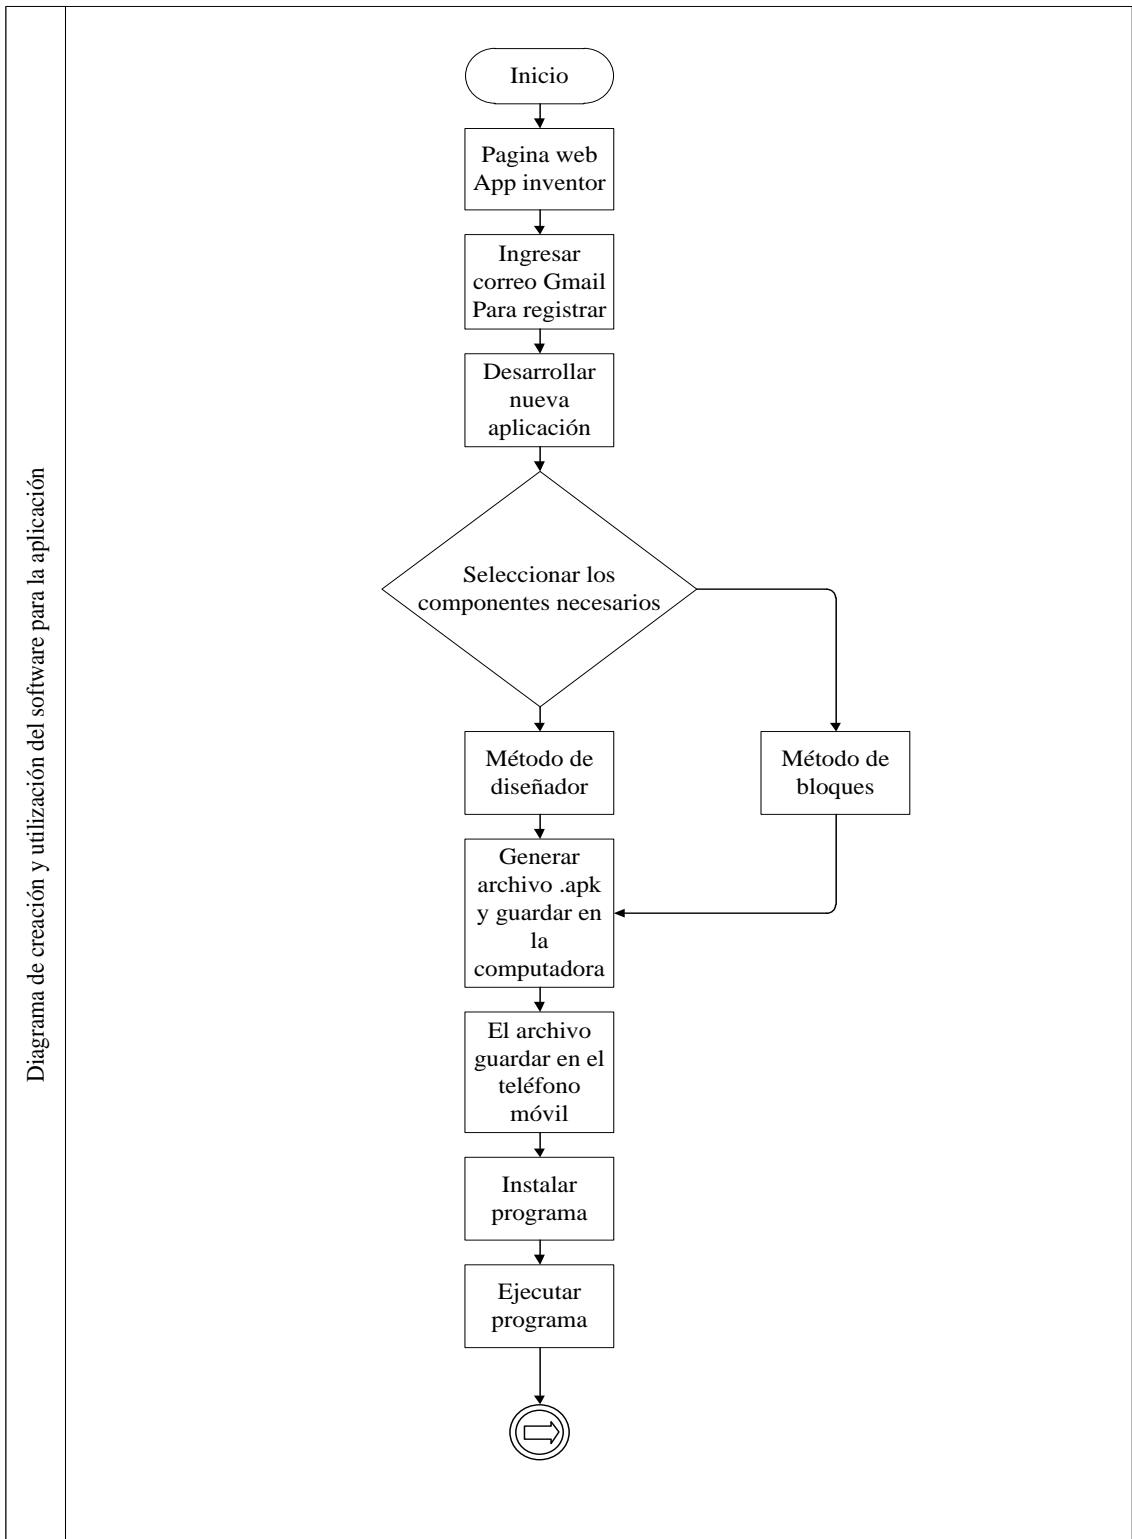 Diagrama de creación y utilización del software para la aplicación
Inicio
Pagina web
App inventor
Ingresar
correo Gmail
Para registrar
Desarrollar
nueva
aplicación
Seleccionar los
componentes necesarios
Método de
diseñador
Método de
bloques
Generar
archivo .apk
y guardar en
la
computadora
El archivo
guardar en el
teléfono
móvil
Instalar
programa
Ejecutar
programa